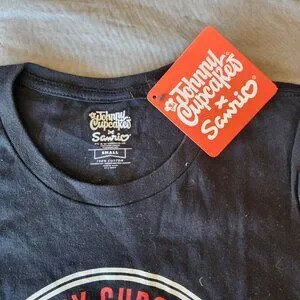 Johnny
Cupcakes
x
Sanrio
SMALL
100% COTTON
Johnny
Cupcakes
x
Sanrio